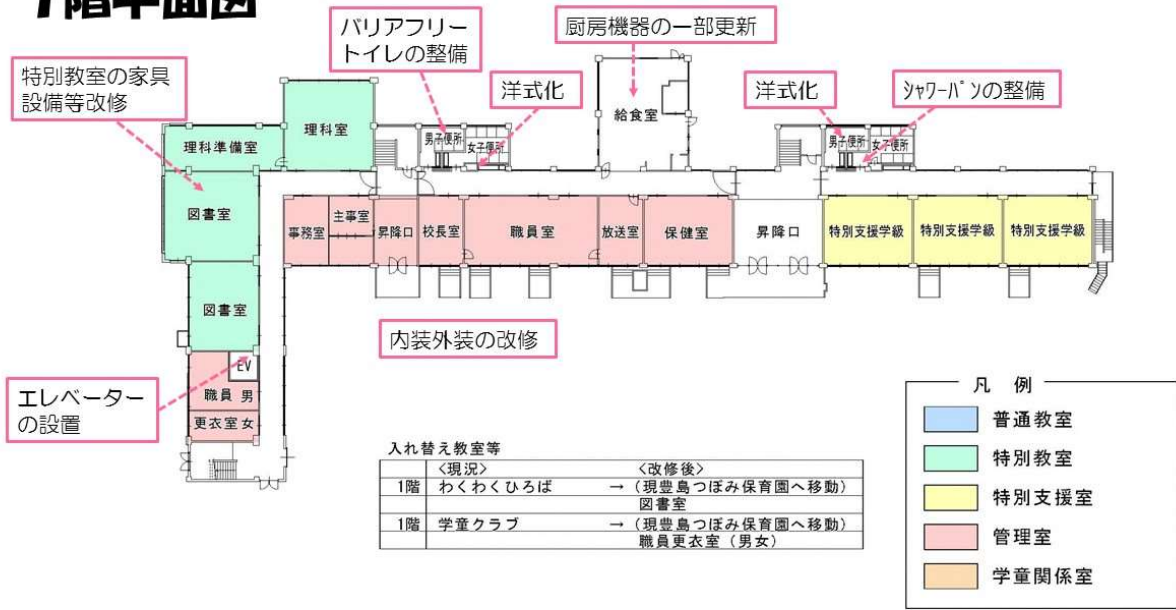 1階平面図
バリアフリー
トイレの整備
厨房機器の一部更新
特別教室の家具
設備等改修
洋式化
洋式化
シャワーパンの整備
理科室
給食室
男子便所
女子便所
男子便所
女子便所
理科準備室
図書室
事務室
主事室
昇降口
校長室
職員室
放送室
保健室
昇降口
特別支援学級
特別支援学級
特別支援学級
図書室
内装外装の改修
EV
エレベーター
の設置
職員 男
更衣室 女
凡 例
普通教室
特別教室
特別支援室
管理室
学童関係室
入れ替え教室等
<現況> <改修後>
1階 わくわくひろば → (現豊島つぼみ保育園へ移動)
図書室
1階 学童クラブ → (現豊島つぼみ保育園へ移動)
職員更衣室(男女)